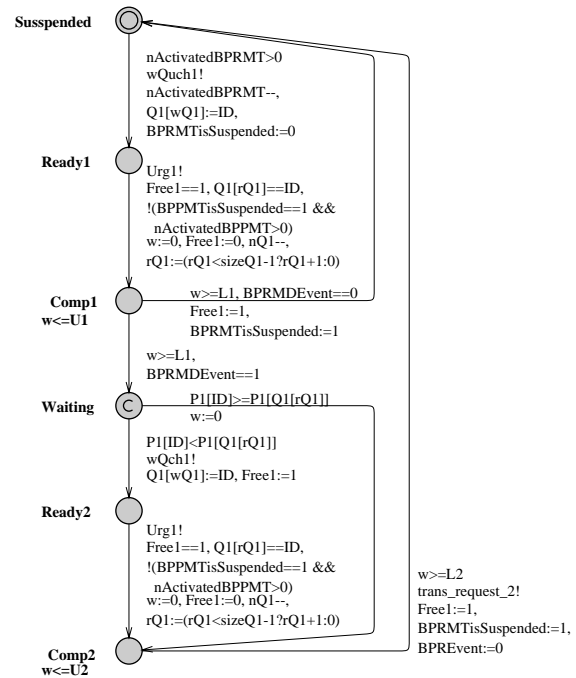 Susspended
nActivatedBPRMT>0
wQuch1!
nActivatedBPRMT--,
Q1[wQ1]:=ID,
BPRMTisSuspended:=0
Ready1
Urg1!
Free1==1, Q1[rQ1]==ID,
!(BPPMTisSuspended==1 &&
nActivatedBPPMT>0)
w:=0, Free1:=0, nQ1--,
rQ1:=(rQ1<sizeQ1-1?rQ1+1:0)
Comp1
w<=U1
w>=L1, BPRMDEvent==0
Free1:=1,
BPRMTisSuspended:=1
w>=L1,
BPRMDEvent==1
Waiting
C
P1[ID]>=P1[Q1[rQ1]]
w:=0
P1[ID]<P1[Q1[rQ1]]
wQch1!
Q1[wQ1]:=ID, Free1:=1
Ready2
Urg1!
Free1==1, Q1[rQ1]==ID,
!(BPPMTisSuspended==1 &&
nActivatedBPPMT>0)
w:=0, Free1:=0, nQ1--,
rQ1:=(rQ1<sizeQ1-1?rQ1+1:0)
w>=L2
trans_request_2!
Free1:=1,
BPRMTisSuspended:=1,
BPREvent:=0
Comp2
w<=U2